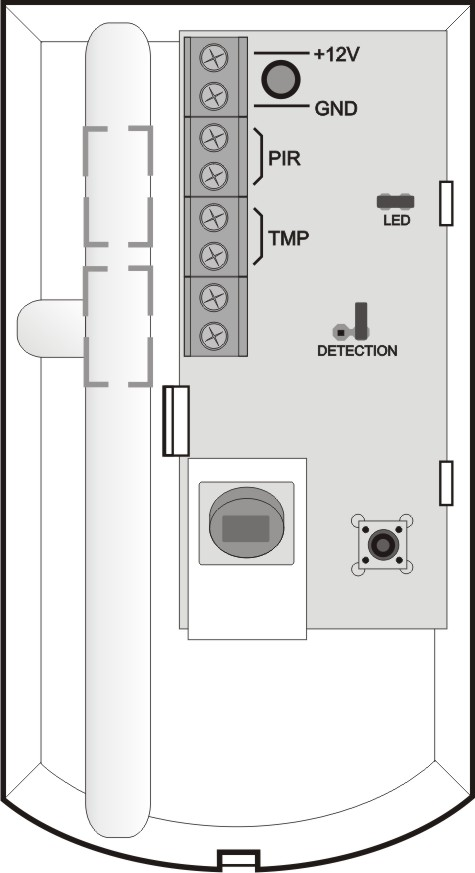 +12V
GND
PIR
TMP
LED
DETECTION